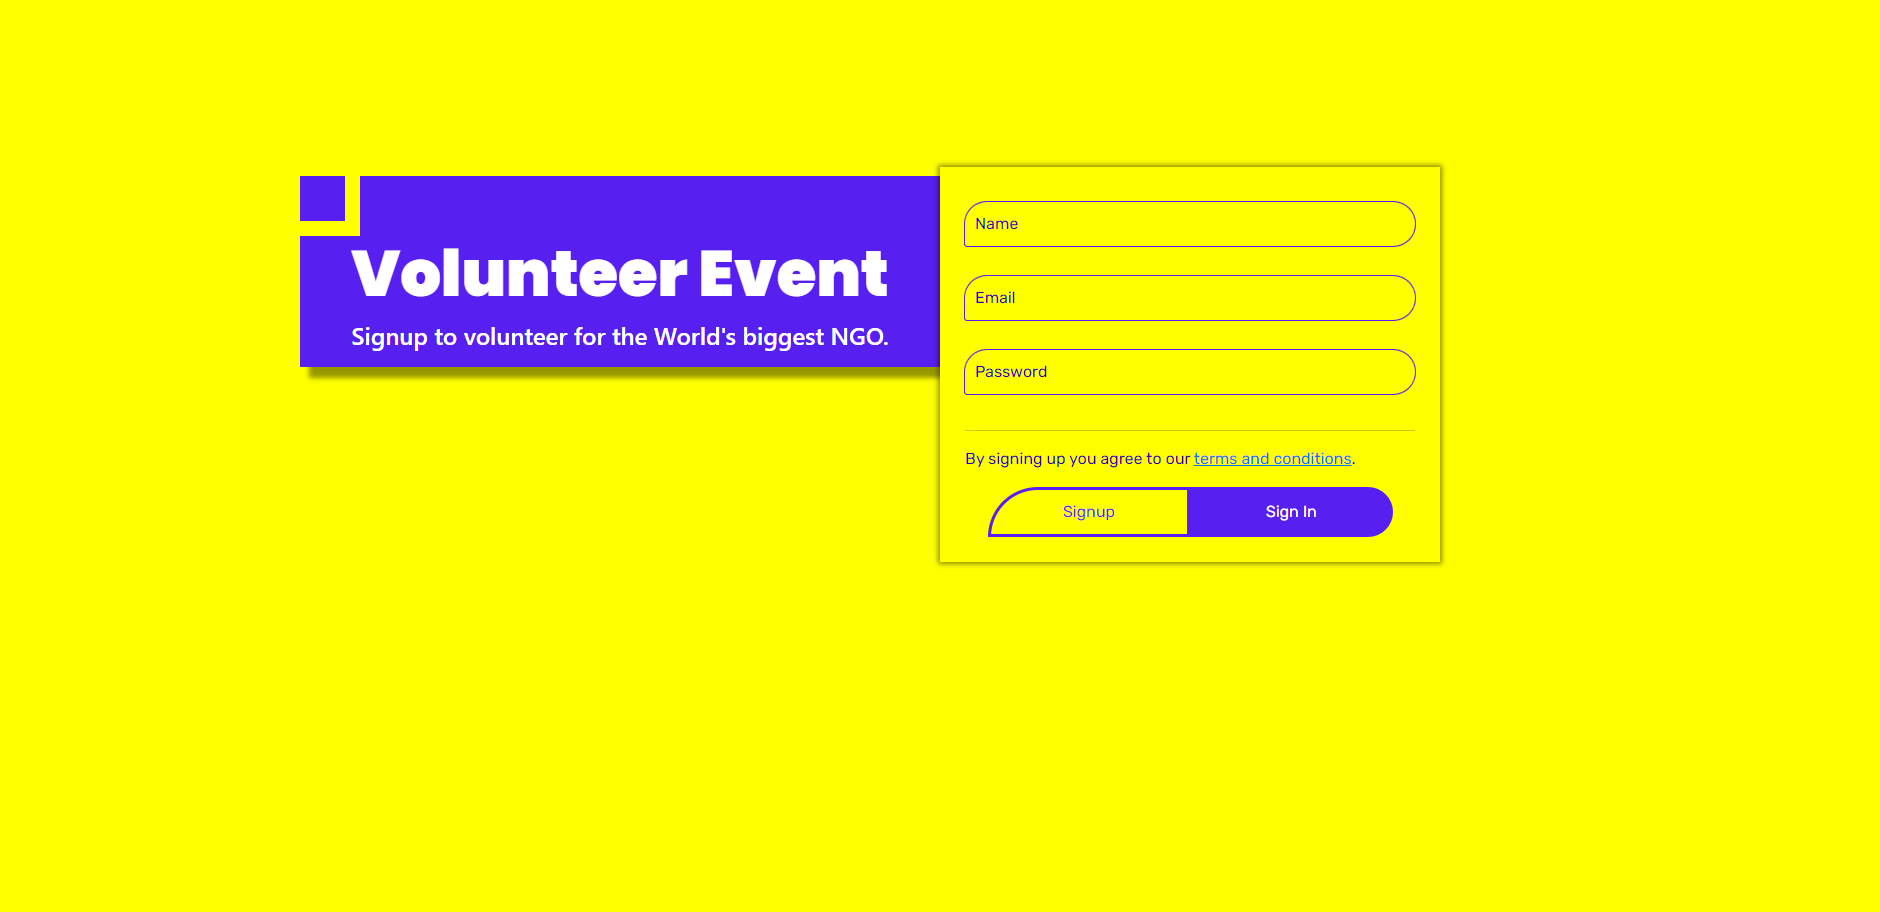 Volunteer Event
Signup to volunteer for the World's biggest NGO.
Name
Email
Password
By signing up you agree to our terms and conditions.
Signup
Sign In